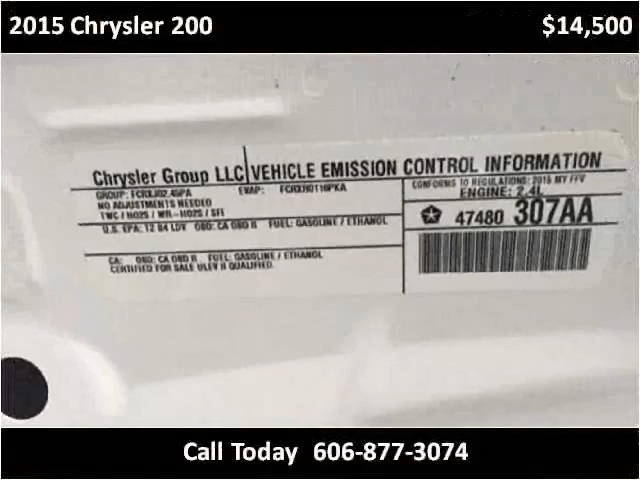 2015 Chrysler 200
$14,500
Chrysler Group LLC VEHICLE EMISSION CONTROL INFORMATION
CONFORMS TO REGULATIONS: 2015 MY FFV
GROUP: FCRXJ02.4SPA EVAP:
ENGINE: 2.4L
NO ADJUSTMENTS NEEDED
TWC / HO2S / WR-HO2S / SFI
47480 307AA
U.S. EPA: T2 B4 LDV OBD: CA OBD II FUEL: GASOLINE / ETHANOL
CA: OBD: CA OBD II FUEL: GASOLINE / ETHANOL
CERTIFIED FOR SALE ULEV II QUALIFIED.
Call Today 606-877-3074